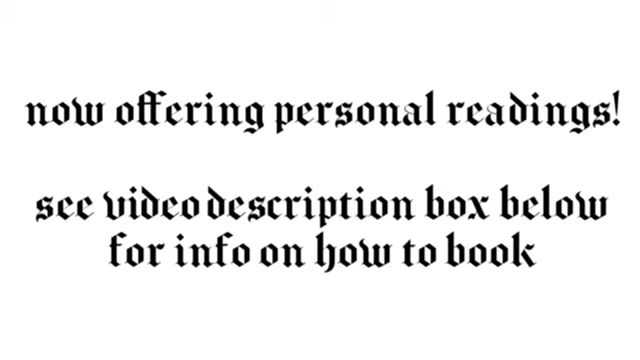 now offering personal readings!
see video description box below
for info on how to book